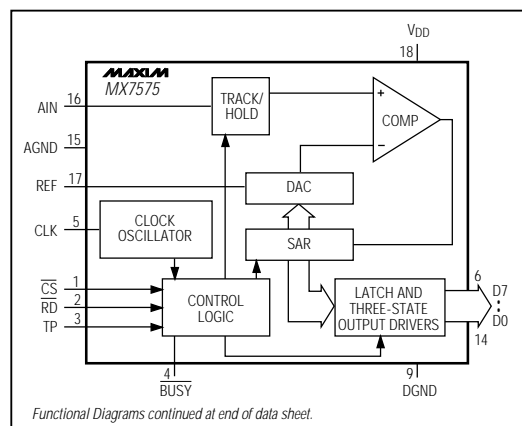 VDD
18
MAXIM
MX7575
AIN 16
TRACK/
HOLD
+
COMP
–
AGND 15
REF 17
DAC
CLK 5
CLOCK
OSCILLATOR
SAR
CS 1
RD 2
TP 3
CONTROL
LOGIC
LATCH AND
THREE-STATE
OUTPUT DRIVERS
6
D7
:
D0
14
4
BUSY
9
DGND
Functional Diagrams continued at end of data sheet.